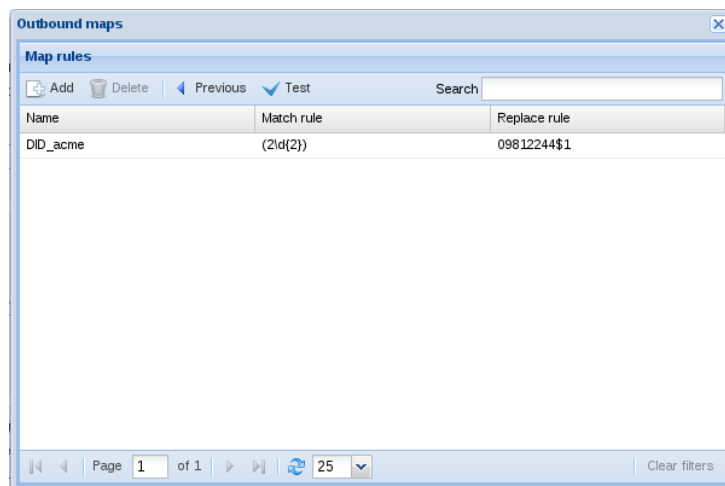 Outbound maps
Map rules
Add Delete Previous Test Search
Name Match rule Replace rule
DID_acme (2\d{2}) 09812244$1
Page 1 of 1 25 Clear filters